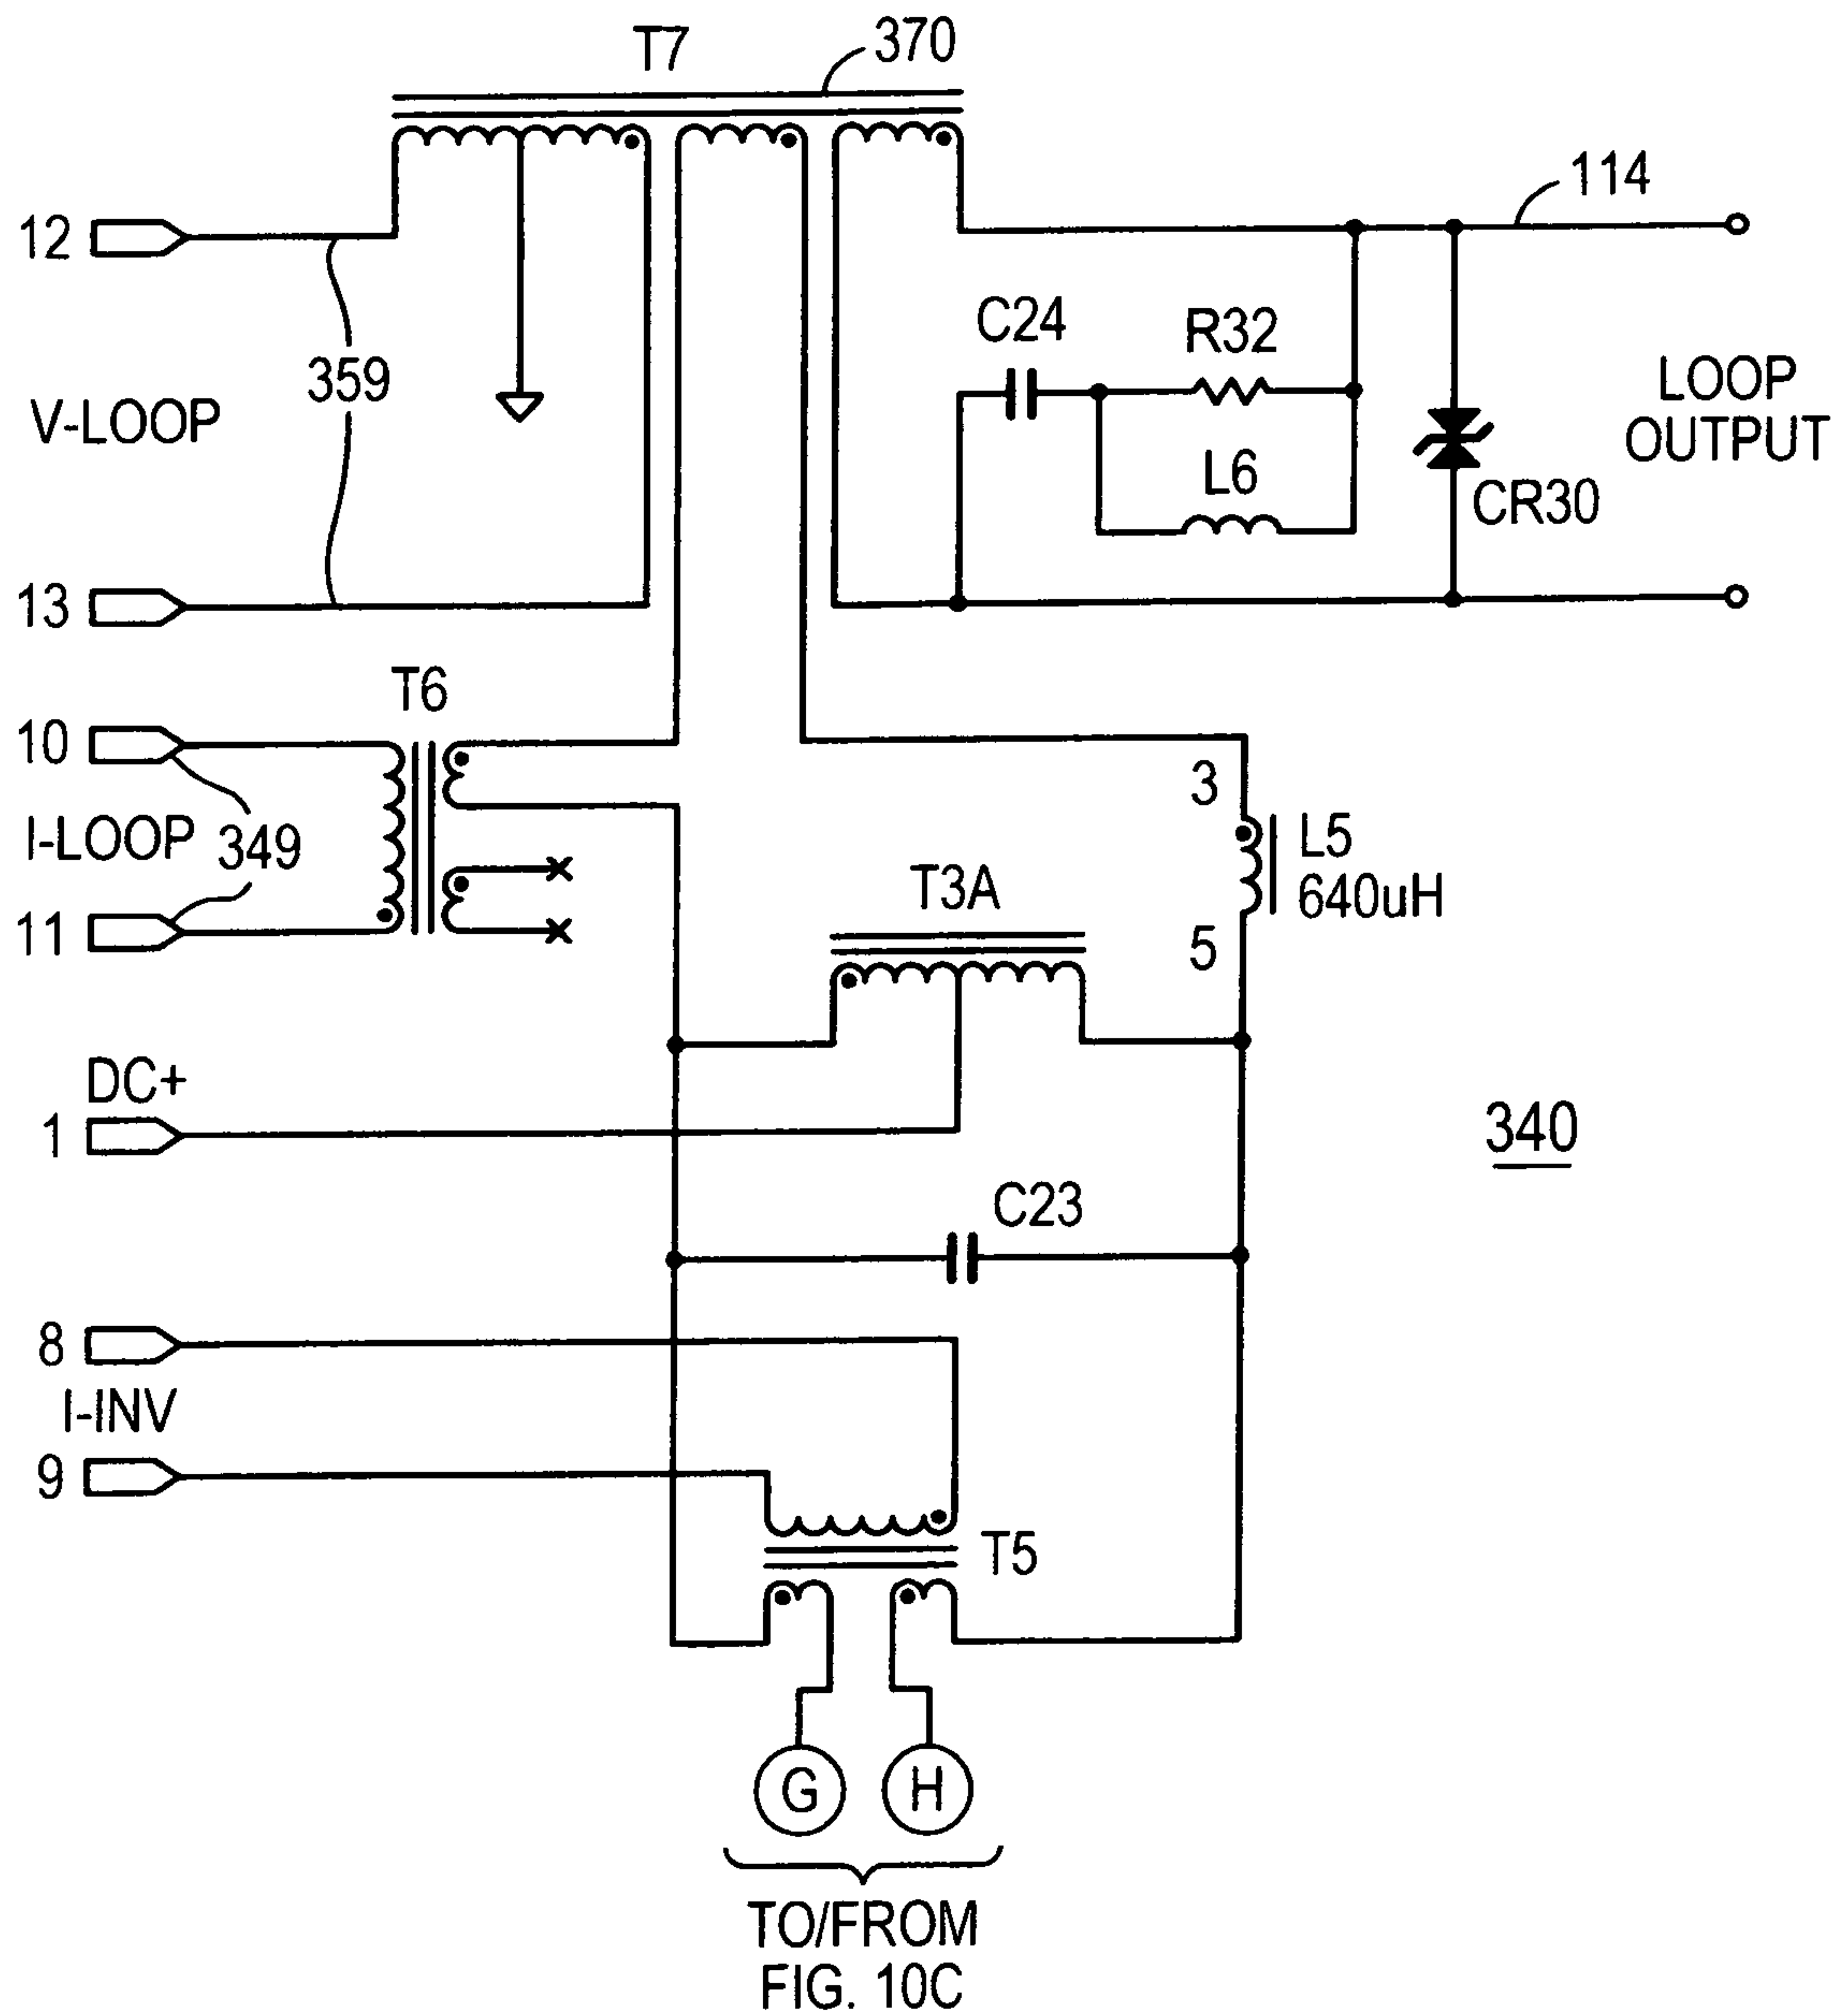 T7
370
114
12
C24
R32
359
V-LOOP
LOOP
OUTPUT
L6
CR30
13
T6
10
3
I-LOOP
349
L5
640uH
T3A
11
5
DC+
1
340
C23
8
I-INV
9
T5
G
H
TO/FROM
FIG. 10C